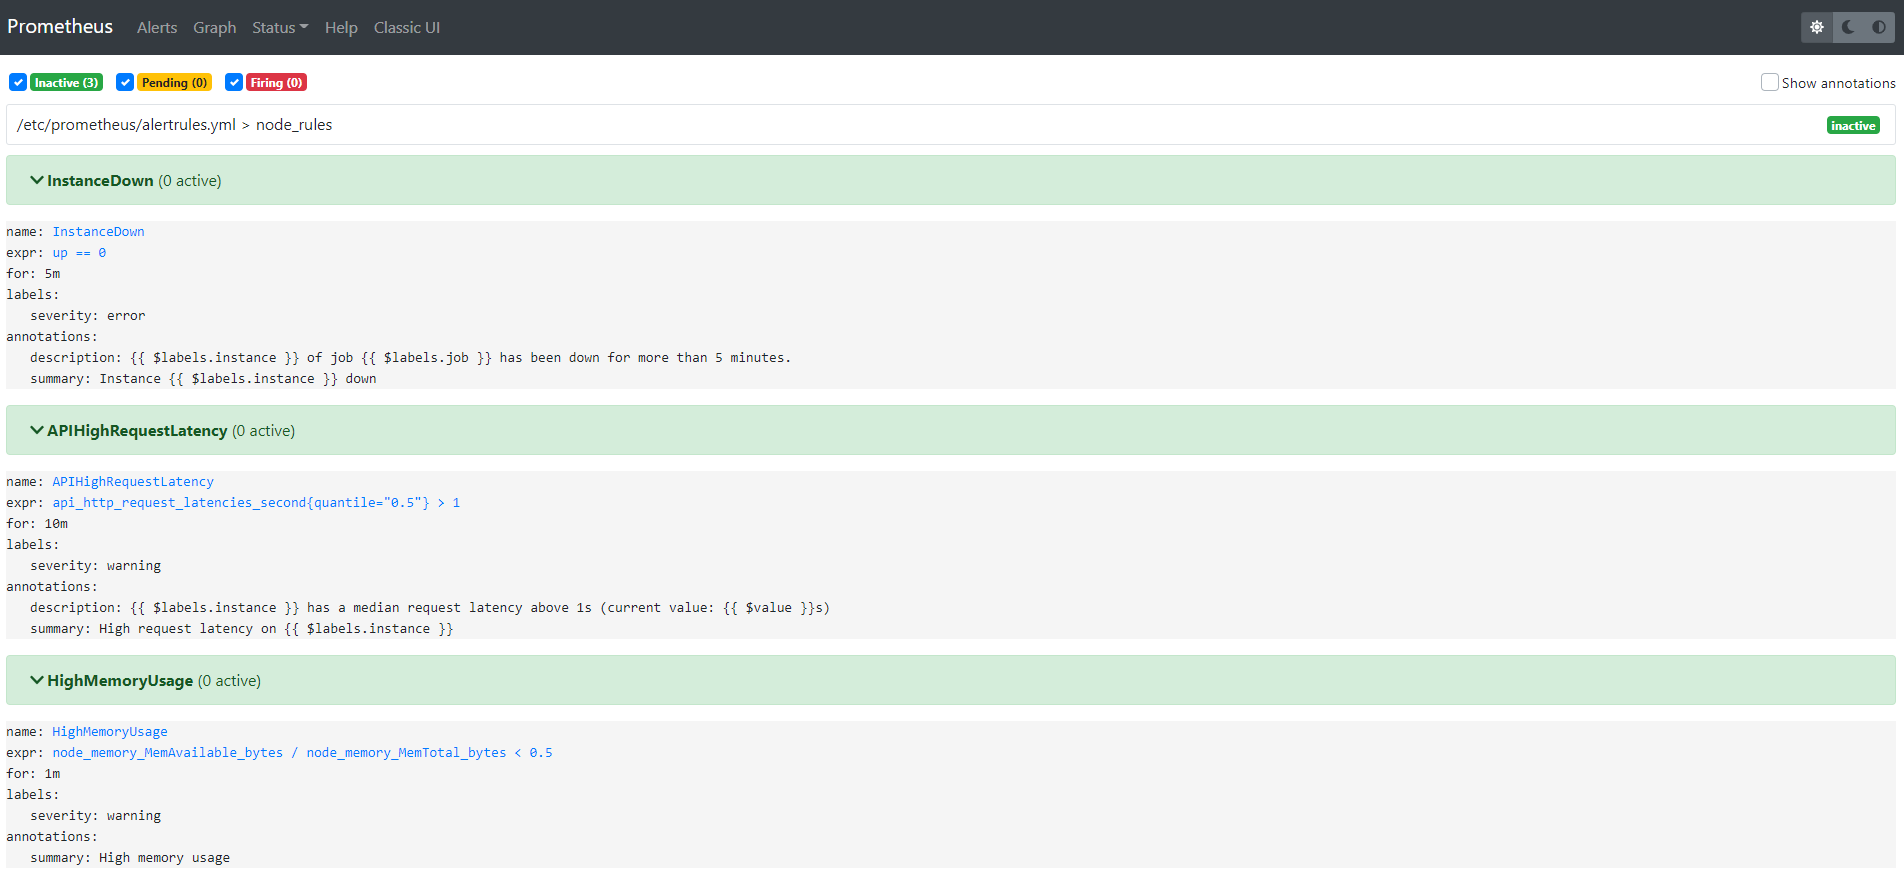 Prometheus Alerts Graph Status Help Classic UI
Inactive (3) Pending (0) Firing (0) Show annotations
/etc/prometheus/alertrules.yml > node_rules inactive
InstanceDown (0 active)
name: InstanceDown
expr: up == 0
for: 5m
labels:
severity: error
annotations:
description: {{ $labels.instance }} of job {{ $labels.job }} has been down for more than 5 minutes.
summary: Instance {{ $labels.instance }} down
APIHighRequestLatency (0 active)
name: APIHighRequestLatency
expr: api_http_request_latencies_second{quantile="0.5"} > 1
for: 10m
labels:
severity: warning
annotations:
description: {{ $labels.instance }} has a median request latency above 1s (current value: {{ $value }}s)
summary: High request latency on {{ $labels.instance }}
HighMemoryUsage (0 active)
name: HighMemoryUsage
expr: node_memory_MemAvailable_bytes / node_memory_MemTotal_bytes < 0.5
for: 1m
labels:
severity: warning
annotations:
summary: High memory usage